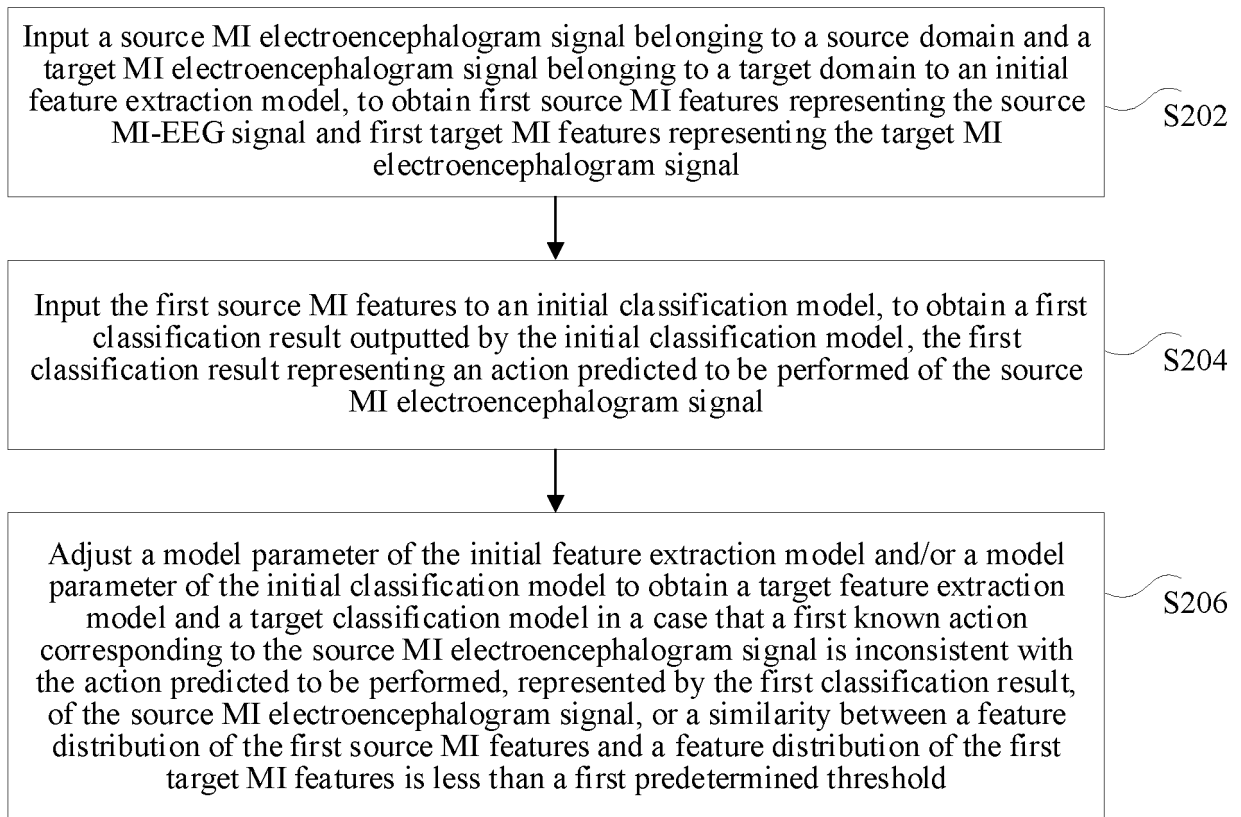 Input a source MI electroencephalogram signal belonging to a source domain and a
target MI electroencephalogram signal belonging to a target domain to an initial
feature extraction model, to obtain first source MI features representing the source
MI-EEG signal and first target MI features representing the target MI
electroencephalogram signal
S202
Input the first source MI features to an initial classification model, to obtain a first
classification result outputted by the initial classification model, the first
classification result representing an action predicted to be performed of the source
MI electroencephalogram signal
S204
Adjust a model parameter of the initial feature extraction model and/or a model
parameter of the initial classification model to obtain a target feature extraction
model and a target classification model in a case that a first known action
corresponding to the source MI electroencephalogram signal is inconsistent with
the action predicted to be performed, represented by the first classification result,
of the source MI electroencephalogram signal, or a similarity between a feature
distribution of the first source MI features and a feature distribution of the first
target MI features is less than a first predetermined threshold
S206